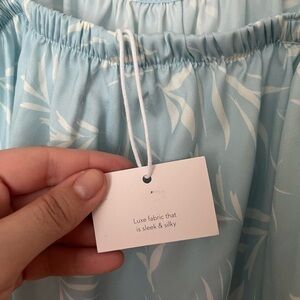 Luxe fabric that
is sleek & silky